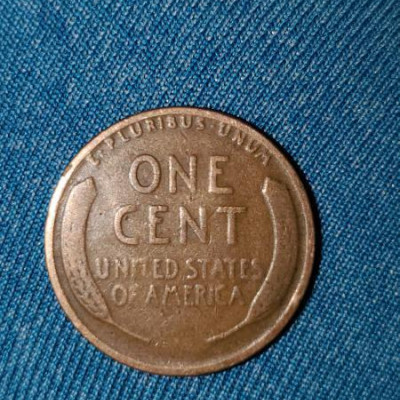 E·PLURIBUS·UNUM
ONE
CENT
UNITED STATES
OF AMERICA